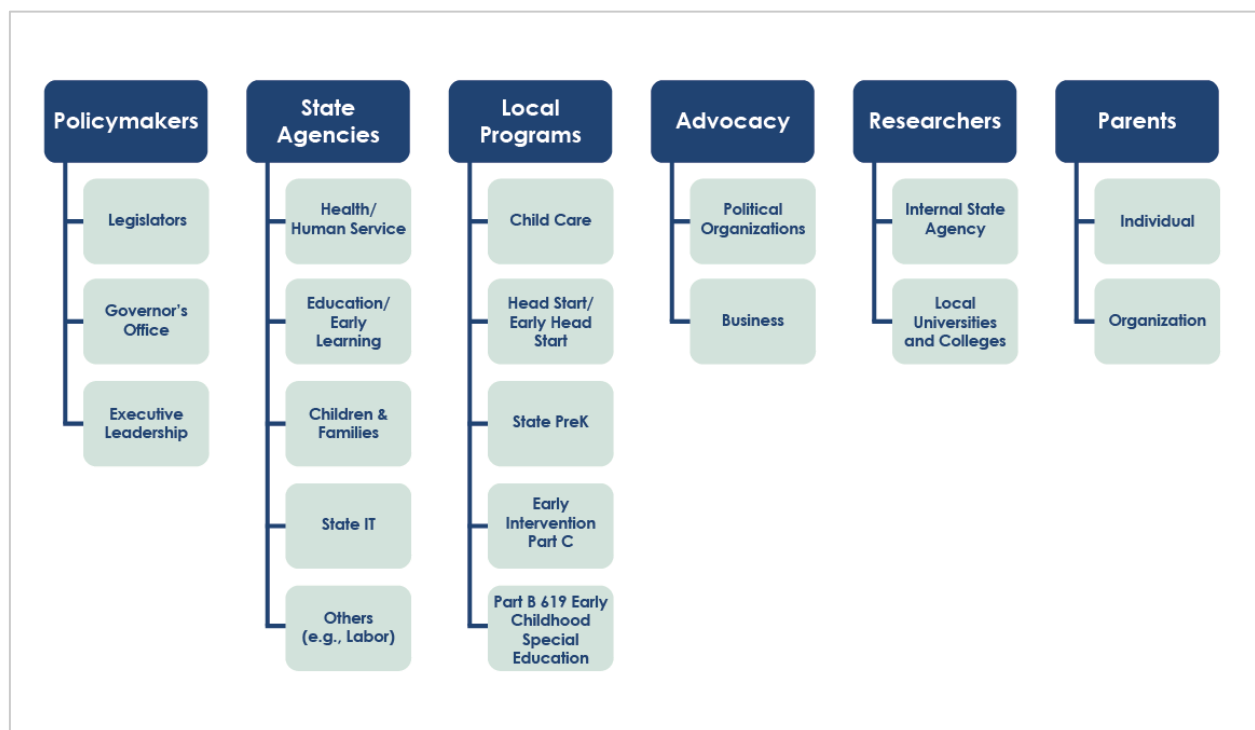 Policymakers
Legislators
Governor's
Office
Executive
Leadership
State
Agencies
Health/
Human Service
Education/
Early
Learning
Children &
Families
State IT
Others
(e.g., Labor)
Local
Programs
Child Care
Head Start/
Early Head
Start
State PreK
Early
Intervention
Part C
Part B 619 Early
Childhood
Special
Education
Advocacy
Political
Organizations
Business
Researchers
Internal State
Agency
Local
Universities
and Colleges
Parents
Individual
Organization